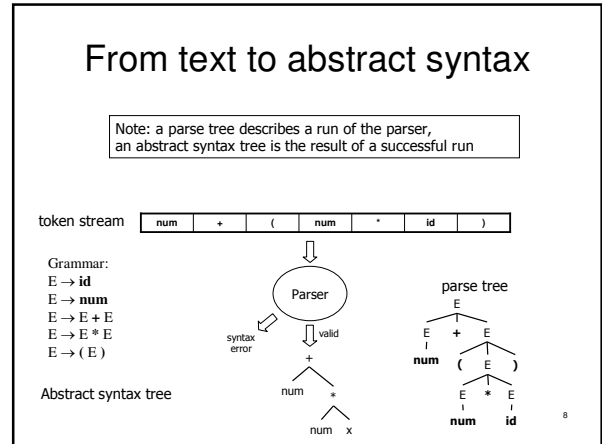 From text to abstract syntax
Note: a parse tree describes a run of the parser,
an abstract syntax tree is the result of a successful run
token stream num + ( num * id )
Grammar:
E → id
E → num
E → E + E
E → E * E
E → ( E )
Parser
syntax
error
valid
Abstract syntax tree
+
num *
num x
parse tree
E
E + E
num ( E )
E * E
num id
8